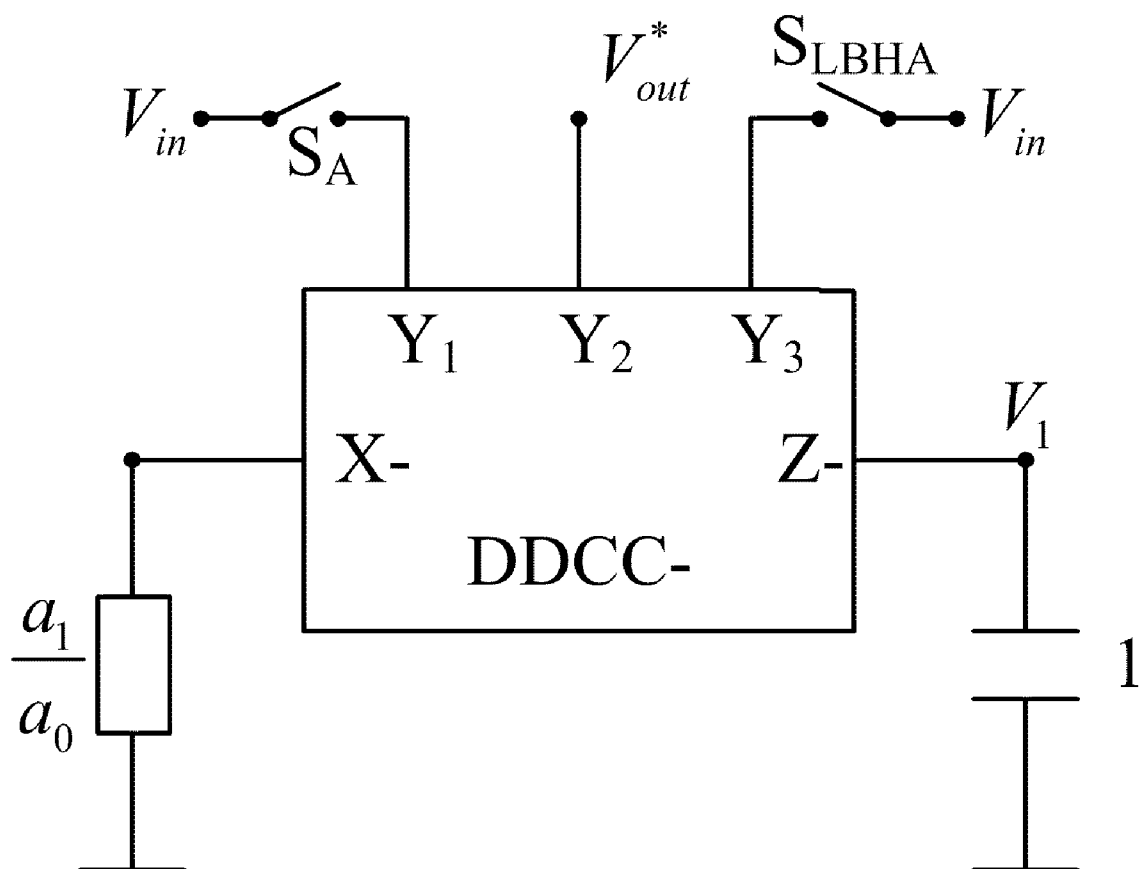 V*out
SLBHA
Vin
SA
Vin
Y1 Y2 Y3
V1
X-
Z-
DDCC-
a1
a0
1